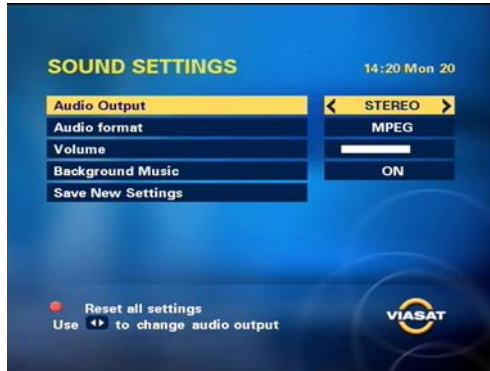 SOUND SETTINGS 14:20 Mon 20
Audio Output STEREO
Audio format MPEG
Volume
Background Music ON
Save New Settings
Reset all settings
Use to change audio output
VIASAT